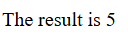 The result is 5